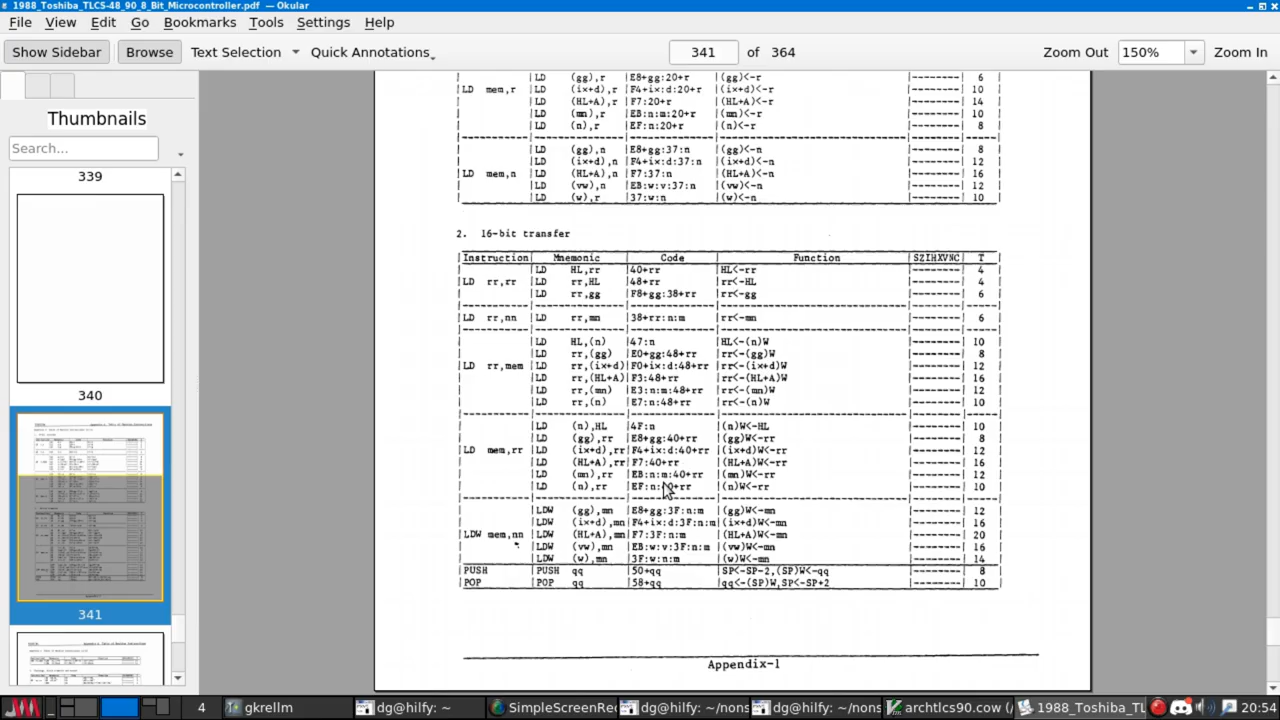 1988_Toshiba_TLCS-48_90_8_Bit_Microcontroller.pdf — Okular
File View Edit Go Bookmarks Tools Settings Help
Show Sidebar Browse Text Selection Quick Annotations 341 of 364 Zoom Out 150% Zoom In
Thumbnails
Search...
339
340
341
LD (gg),r |E8+gg:20+r |(gg)<-r |--------| 6
LD mem,r |LD (ix+d),r |F4+ix:d:20+r |(ix+d)<-r |--------| 10
LD (HL+A),r |F7:20+r |(HL+A)<-r |--------| 14
LD (mn),r |EB:n:m:20+r |(mn)<-r |--------| 10
LD (n),r |EF:n:20+r |(n)<-r |--------| 8
LD (gg),n |E8+gg:37:n |(gg)<-n |--------| 8
LD (ix+d),n |F4+ix:d:37:n |(ix+d)<-n |--------| 12
LD mem,n |LD (HL+A),n |F7:37:n |(HL+A)<-n |--------| 16
LD (vw),n |EB:w:v:37:n |(vw)<-n |--------| 12
LD (w),r |37:w:n |(w)<-n |--------| 10
2. 16-bit transfer
|Instruction| Mnemonic | Code | Function |SZIHXVNC| T
LD HL,rr |40+rr |HL<-rr |--------| 4
LD rr,rr |LD rr,HL |48+rr |rr<-HL |--------| 4
LD rr,gg |F8+gg:38+rr |rr<-gg |--------| 6
LD rr,nn |LD rr,mn |38+rr:n:m |rr<-mn |--------| 6
LD HL,(n) |47:n |HL<-(n)W |--------| 10
LD rr,(gg) |E0+gg:48+rr |rr<-(gg)W |--------| 8
LD rr,mem |LD rr,(ix+d)|F0+ix:d:48+rr |rr<-(ix+d)W |--------| 12
LD rr,(HL+A)|F3:48+rr |rr<-(HL+A)W |--------| 16
LD rr,(mn) |E3:n:m:48+rr |rr<-(mn)W |--------| 12
LD rr,(n) |E7:n:48+rr |rr<-(n)W |--------| 10
LD (n),HL |4F:n |(n)W<-HL |--------| 10
LD (gg),rr |E8+gg:40+rr |(gg)W<-rr |--------| 8
LD mem,rr |LD (ix+d),rr|F4+ix:d:40+rr |(ix+d)W<-rr |--------| 12
LD (HL+A),rr|F7:40+rr |(HL+A)W<-rr |--------| 16
LD (mn),rr |EB:n:m:40+rr |(mn)W<-rr |--------| 12
LD (n),rr |EF:n: +rr |(n)W<-rr |--------| 10
LDW (gg),mn |E8+gg:3F:n:m |(gg)W<-mn |--------| 12
LDW (ix+d),mn|F4+ix:d:3F:n:m|(ix+d)W<-mn |--------| 16
LDW mem,nn |LDW (HL+A),mn|F7:3F:n:m |(HL+A)W<-mn |--------| 20
LDW (vw),mn |EB:w:v:3F:n:m |(vw)W<-mn |--------| 16
LDW (w),mn |3F:w:n:m |(w)W<-mn |--------| 14
|PUSH |PUSH qq |50+qq |SP<-SP-2,(SP)W<-qq |--------| 8
|POP |POP qq |58+qq |qq<-(SP)W,SP<-SP+2 |--------| 10
Appendix-1
4 gkrellm dg@hilfy: ~ SimpleScreenRec dg@hilfy: ~/nons dg@hilfy: ~/nons archtlcs90.cow (/ 1988_Toshiba_TL 20:54